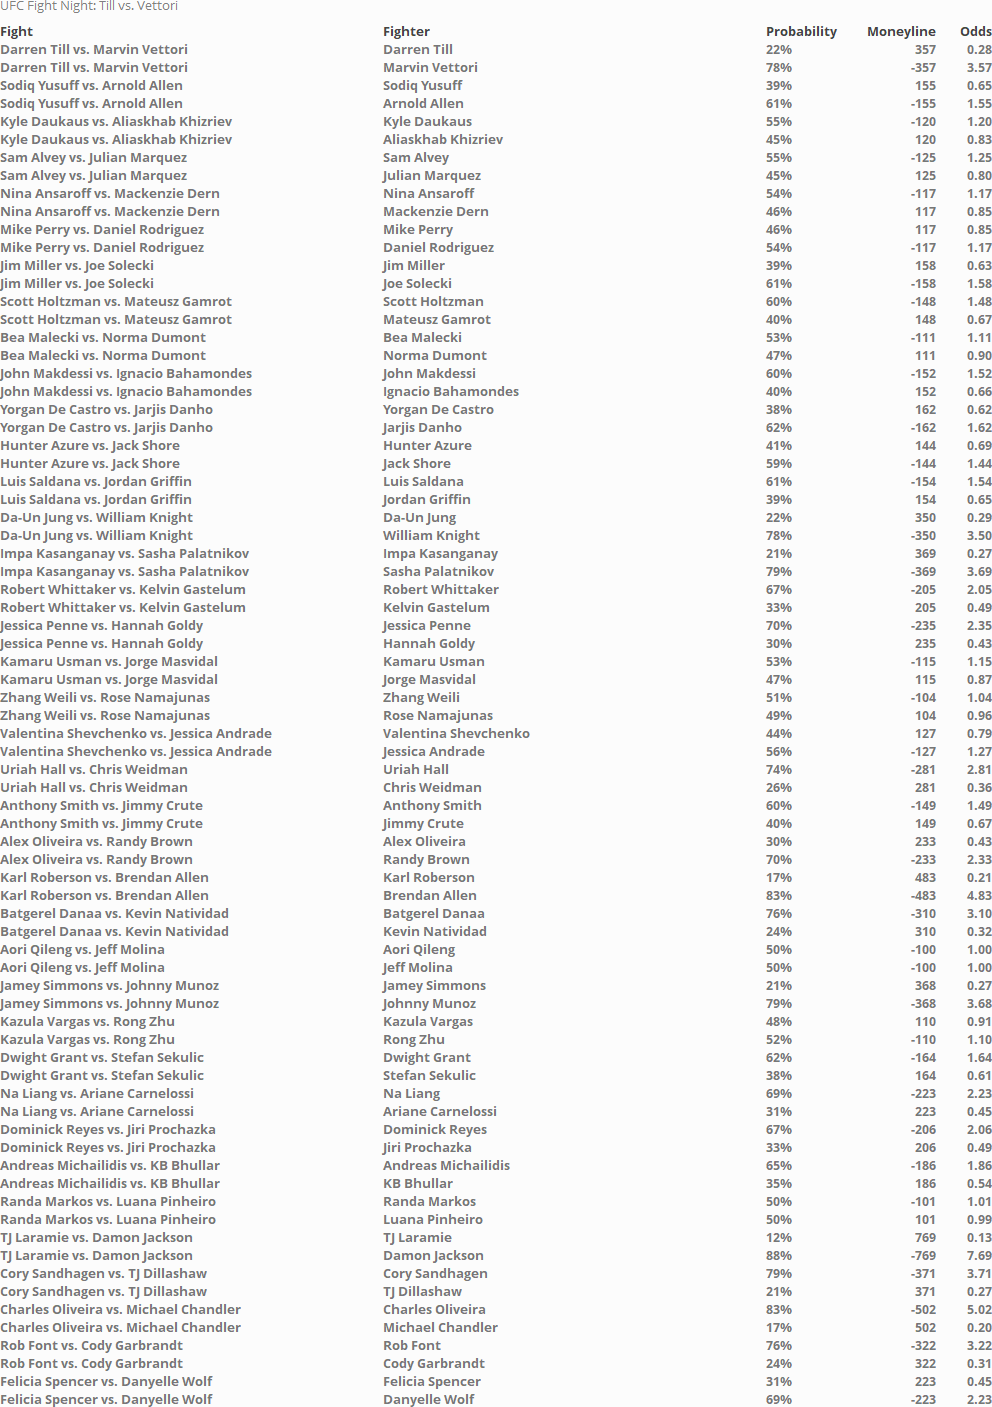 UFC Fight Night: Till vs. Vettori
Fight Fighter Probability Moneyline Odds
Darren Till vs. Marvin Vettori Darren Till 22% 357 0.28
Darren Till vs. Marvin Vettori Marvin Vettori 78% -357 3.57
Sodiq Yusuff vs. Arnold Allen Sodiq Yusuff 39% 155 0.65
Sodiq Yusuff vs. Arnold Allen Arnold Allen 61% -155 1.55
Kyle Daukaus vs. Aliaskhab Khizriev Kyle Daukaus 55% -120 1.20
Kyle Daukaus vs. Aliaskhab Khizriev Aliaskhab Khizriev 45% 120 0.83
Sam Alvey vs. Julian Marquez Sam Alvey 55% -125 1.25
Sam Alvey vs. Julian Marquez Julian Marquez 45% 125 0.80
Nina Ansaroff vs. Mackenzie Dern Nina Ansaroff 54% -117 1.17
Nina Ansaroff vs. Mackenzie Dern Mackenzie Dern 46% 117 0.85
Mike Perry vs. Daniel Rodriguez Mike Perry 46% 117 0.85
Mike Perry vs. Daniel Rodriguez Daniel Rodriguez 54% -117 1.17
Jim Miller vs. Joe Solecki Jim Miller 39% 158 0.63
Jim Miller vs. Joe Solecki Joe Solecki 61% -158 1.58
Scott Holtzman vs. Mateusz Gamrot Scott Holtzman 60% -148 1.48
Scott Holtzman vs. Mateusz Gamrot Mateusz Gamrot 40% 148 0.67
Bea Malecki vs. Norma Dumont Bea Malecki 53% -111 1.11
Bea Malecki vs. Norma Dumont Norma Dumont 47% 111 0.90
John Makdessi vs. Ignacio Bahamondes John Makdessi 60% -152 1.52
John Makdessi vs. Ignacio Bahamondes Ignacio Bahamondes 40% 152 0.66
Yorgan De Castro vs. Jarjis Danho Yorgan De Castro 38% 162 0.62
Yorgan De Castro vs. Jarjis Danho Jarjis Danho 62% -162 1.62
Hunter Azure vs. Jack Shore Hunter Azure 41% 144 0.69
Hunter Azure vs. Jack Shore Jack Shore 59% -144 1.44
Luis Saldana vs. Jordan Griffin Luis Saldana 61% -154 1.54
Luis Saldana vs. Jordan Griffin Jordan Griffin 39% 154 0.65
Da-Un Jung vs. William Knight Da-Un Jung 22% 350 0.29
Da-Un Jung vs. William Knight William Knight 78% -350 3.50
Impa Kasanganay vs. Sasha Palatnikov Impa Kasanganay 21% 369 0.27
Impa Kasanganay vs. Sasha Palatnikov Sasha Palatnikov 79% -369 3.69
Robert Whittaker vs. Kelvin Gastelum Robert Whittaker 67% -205 2.05
Robert Whittaker vs. Kelvin Gastelum Kelvin Gastelum 33% 205 0.49
Jessica Penne vs. Hannah Goldy Jessica Penne 70% -235 2.35
Jessica Penne vs. Hannah Goldy Hannah Goldy 30% 235 0.43
Kamaru Usman vs. Jorge Masvidal Kamaru Usman 53% -115 1.15
Kamaru Usman vs. Jorge Masvidal Jorge Masvidal 47% 115 0.87
Zhang Weili vs. Rose Namajunas Zhang Weili 51% -104 1.04
Zhang Weili vs. Rose Namajunas Rose Namajunas 49% 104 0.96
Valentina Shevchenko vs. Jessica Andrade Valentina Shevchenko 44% 127 0.79
Valentina Shevchenko vs. Jessica Andrade Jessica Andrade 56% -127 1.27
Uriah Hall vs. Chris Weidman Uriah Hall 74% -281 2.81
Uriah Hall vs. Chris Weidman Chris Weidman 26% 281 0.36
Anthony Smith vs. Jimmy Crute Anthony Smith 60% -149 1.49
Anthony Smith vs. Jimmy Crute Jimmy Crute 40% 149 0.67
Alex Oliveira vs. Randy Brown Alex Oliveira 30% 233 0.43
Alex Oliveira vs. Randy Brown Randy Brown 70% -233 2.33
Karl Roberson vs. Brendan Allen Karl Roberson 17% 483 0.21
Karl Roberson vs. Brendan Allen Brendan Allen 83% -483 4.83
Batgerel Danaa vs. Kevin Natividad Batgerel Danaa 76% -310 3.10
Batgerel Danaa vs. Kevin Natividad Kevin Natividad 24% 310 0.32
Aori Qileng vs. Jeff Molina Aori Qileng 50% -100 1.00
Aori Qileng vs. Jeff Molina Jeff Molina 50% -100 1.00
Jamey Simmons vs. Johnny Munoz Jamey Simmons 21% 368 0.27
Jamey Simmons vs. Johnny Munoz Johnny Munoz 79% -368 3.68
Kazula Vargas vs. Rong Zhu Kazula Vargas 48% 110 0.91
Kazula Vargas vs. Rong Zhu Rong Zhu 52% -110 1.10
Dwight Grant vs. Stefan Sekulic Dwight Grant 62% -164 1.64
Dwight Grant vs. Stefan Sekulic Stefan Sekulic 38% 164 0.61
Na Liang vs. Ariane Carnelossi Na Liang 69% -223 2.23
Na Liang vs. Ariane Carnelossi Ariane Carnelossi 31% 223 0.45
Dominick Reyes vs. Jiri Prochazka Dominick Reyes 67% -206 2.06
Dominick Reyes vs. Jiri Prochazka Jiri Prochazka 33% 206 0.49
Andreas Michailidis vs. KB Bhullar Andreas Michailidis 65% -186 1.86
Andreas Michailidis vs. KB Bhullar KB Bhullar 35% 186 0.54
Randa Markos vs. Luana Pinheiro Randa Markos 50% -101 1.01
Randa Markos vs. Luana Pinheiro Luana Pinheiro 50% 101 0.99
TJ Laramie vs. Damon Jackson TJ Laramie 12% 769 0.13
TJ Laramie vs. Damon Jackson Damon Jackson 88% -769 7.69
Cory Sandhagen vs. TJ Dillashaw Cory Sandhagen 79% -371 3.71
Cory Sandhagen vs. TJ Dillashaw TJ Dillashaw 21% 371 0.27
Charles Oliveira vs. Michael Chandler Charles Oliveira 83% -502 5.02
Charles Oliveira vs. Michael Chandler Michael Chandler 17% 502 0.20
Rob Font vs. Cody Garbrandt Rob Font 76% -322 3.22
Rob Font vs. Cody Garbrandt Cody Garbrandt 24% 322 0.31
Felicia Spencer vs. Danyelle Wolf Felicia Spencer 31% 223 0.45
Felicia Spencer vs. Danyelle Wolf Danyelle Wolf 69% -223 2.23